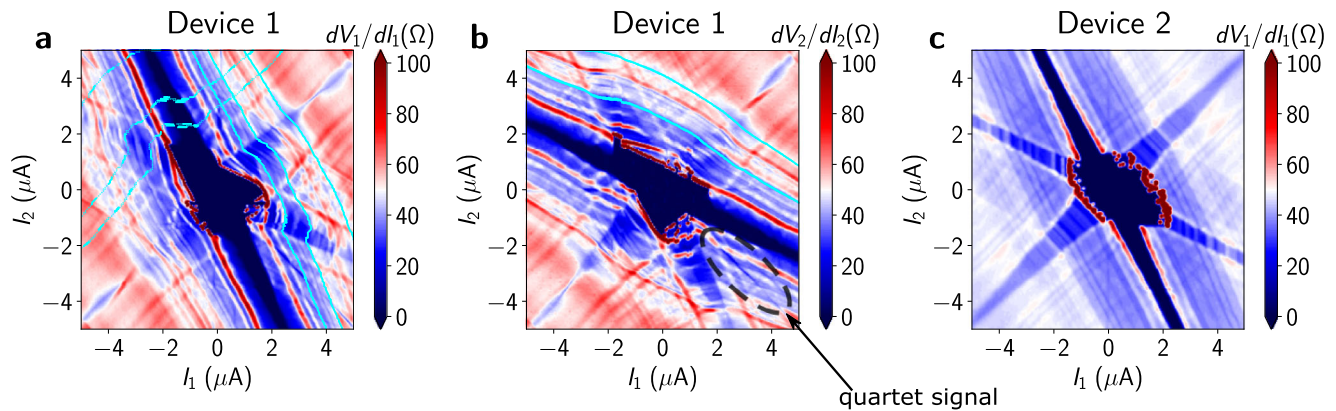 Device 1
Device 1
Device 2
a
dV₁/dI₁(Ω)
b
dV₂/dI₂(Ω)
c
dV₁/dI₁(Ω)
I₂ (μA)
4
2
0
−2
−4
−4 −2 0 2 4
I₁ (μA)
100
80
60
40
20
0
I₂ (μA)
4
2
0
−2
−4
−4 −2 0 2 4
I₁ (μA)
100
80
60
40
20
0
quartet signal
I₂ (μA)
4
2
0
−2
−4
−4 −2 0 2 4
I₁ (μA)
100
80
60
40
20
0